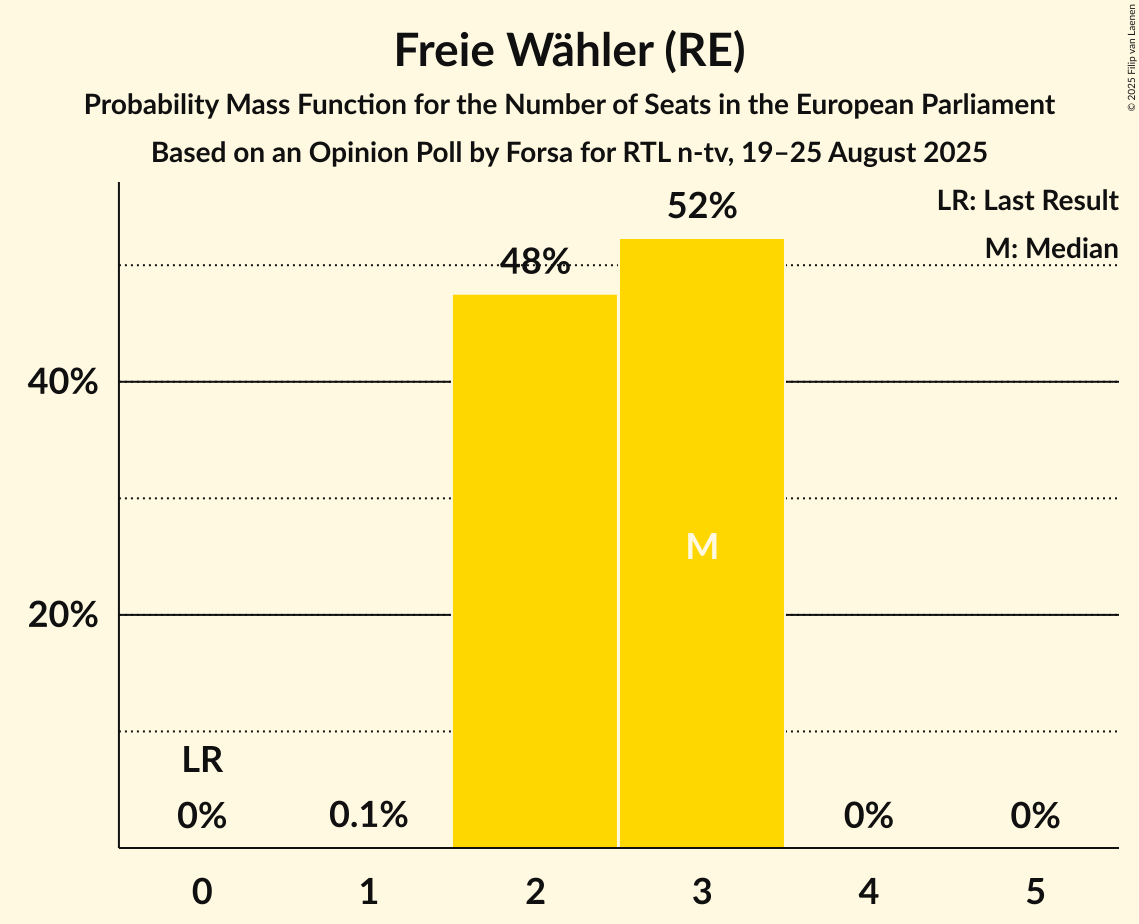 Freie Wähler (RE)
Probability Mass Function for the Number of Seats in the European Parliament
Based on an Opinion Poll by Forsa for RTL n-tv, 19–25 August 2025
© 2025 Filip van Laenen
LR: Last Result
M: Median
52%
48%
40%
20%
M
LR
0%
0.1%
0%
0%
0
1
2
3
4
5